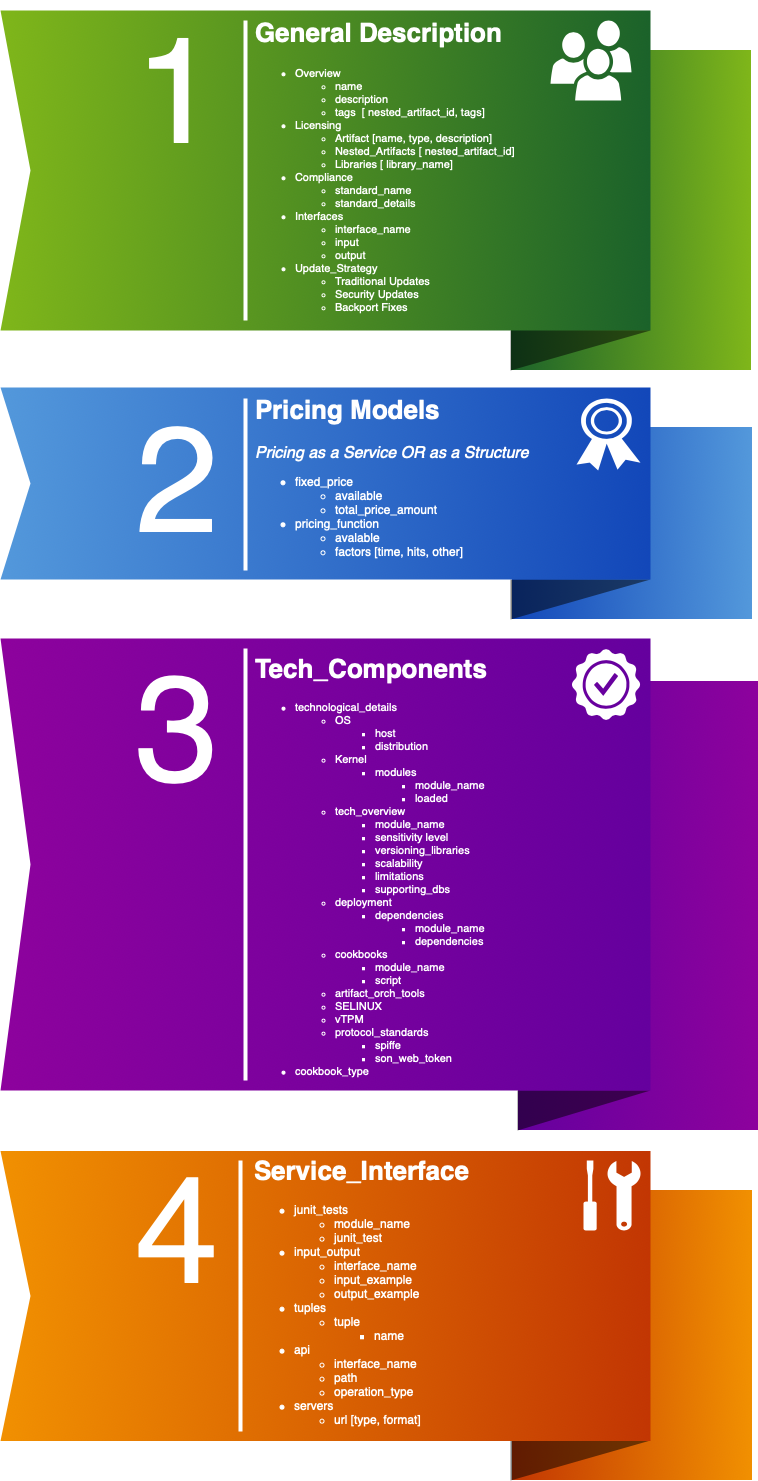 1
General Description
Overview
name
description
tags [ nested_artifact_id, tags]
Licensing
Artifact [name, type, description]
Nested_Artifacts [ nested_artifact_id]
Libraries [ library_name]
Compliance
standard_name
standard_details
Interfaces
interface_name
input
output
Update_Strategy
Traditional Updates
Security Updates
Backport Fixes
2
Pricing Models
Pricing as a Service OR as a Structure
fixed_price
available
total_price_amount
pricing_function
avalable
factors [time, hits, other]
3
Tech_Components
technological_details
OS
host
distribution
Kernel
modules
module_name
loaded
tech_overview
module_name
sensitivity level
versioning_libraries
scalability
limitations
supporting_dbs
deployment
dependencies
module_name
dependencies
cookbooks
module_name
script
artifact_orch_tools
SELINUX
vTPM
protocol_standards
spiffe
son_web_token
cookbook_type
4
Service_Interface
junit_tests
module_name
junit_test
input_output
interface_name
input_example
output_example
tuples
tuple
name
api
interface_name
path
operation_type
servers
url [type, format]